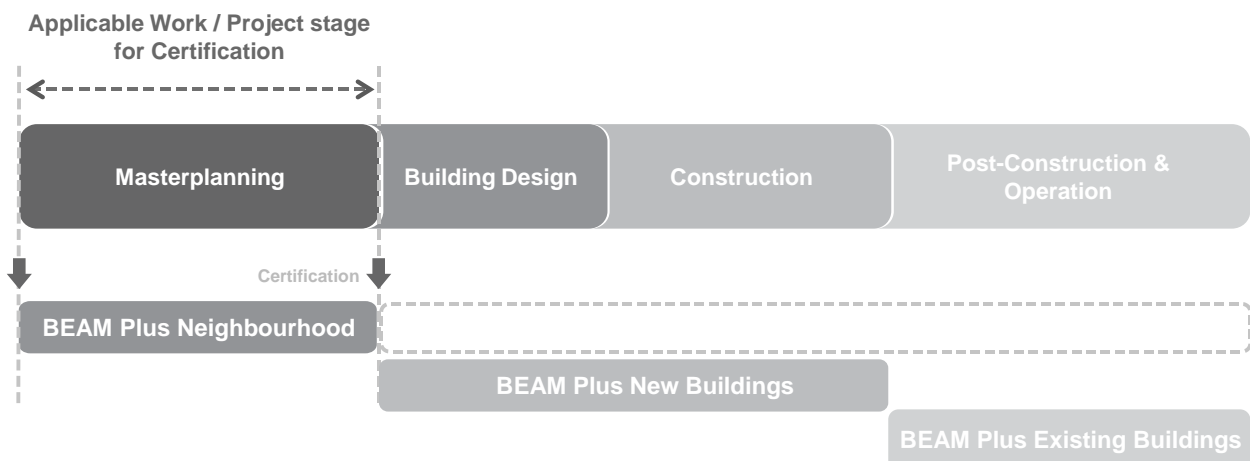 Applicable Work / Project stage
for Certification
Masterplanning
Building Design
Construction
Post-Construction &
Operation
Certification
BEAM Plus Neighbourhood
BEAM Plus New Buildings
BEAM Plus Existing Buildings